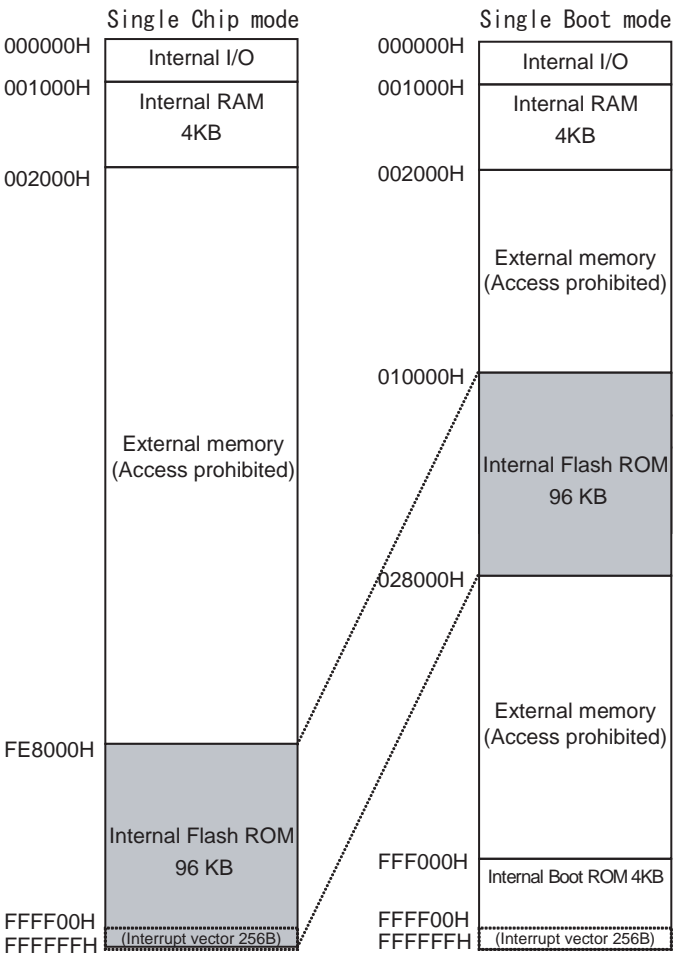 Single Chip mode
000000H
Internal I/O
001000H
Internal RAM
4KB
002000H
External memory
(Access prohibited)
FE8000H
Internal Flash ROM
96 KB
FFFF00H
(Interrupt vector 256B)
FFFFFFH
Single Boot mode
000000H
Internal I/O
001000H
Internal RAM
4KB
002000H
External memory
(Access prohibited)
010000H
Internal Flash ROM
96 KB
028000H
External memory
(Access prohibited)
FFF000H
Internal Boot ROM 4KB
FFFF00H
(Interrupt vector 256B)
FFFFFFH